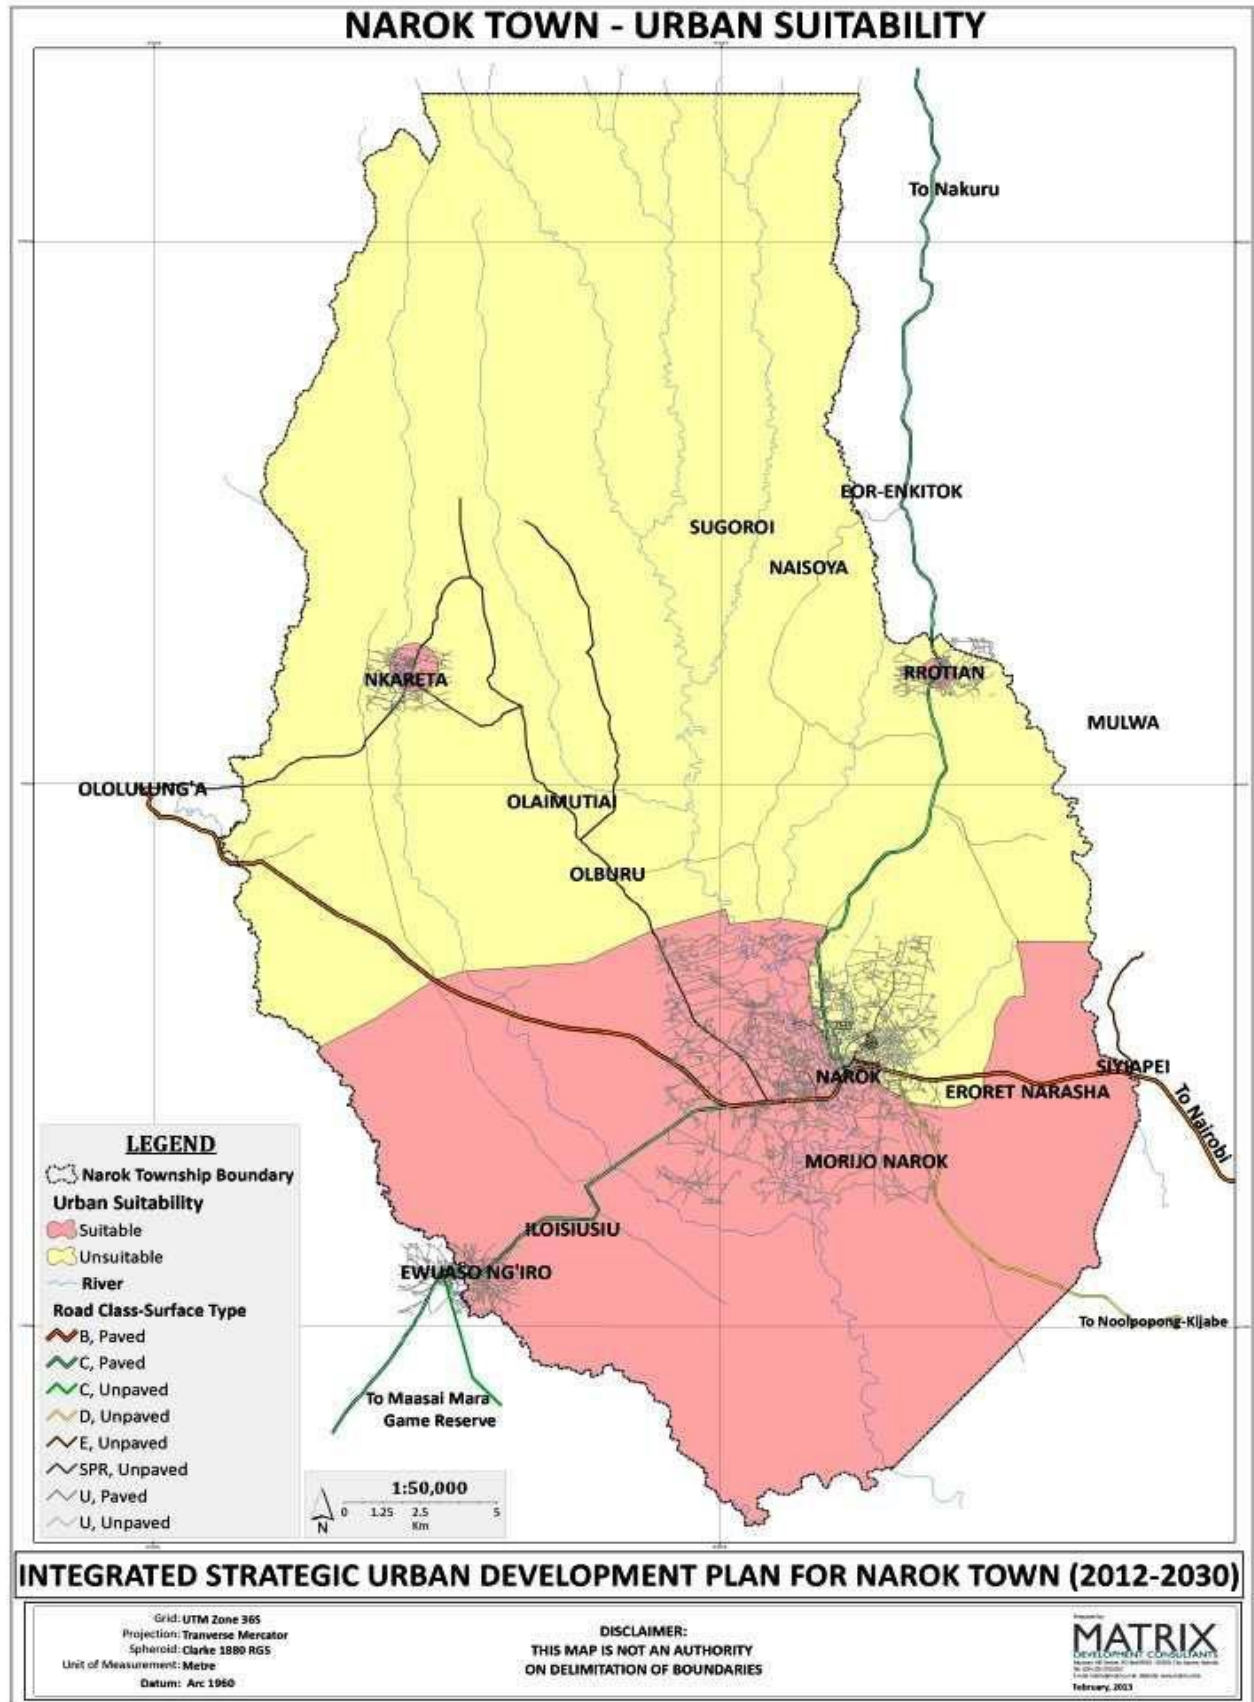 NAROK TOWN - URBAN SUITABILITY
To Nakuru
EOR-ENKITOK
SUGOROI
NAISOYA
NKARETA
RROTIAN
MULWA
OLOLULUNG'A
OLAIMUTIAI
OLBURU
NAROK
SIYIAPEI
ERORET NARASHA
To Nairobi
MORIJO NAROK
ILOISIUSIU
EWUASO NG'IRO
To Noolpopong-Kijabe
To Maasai Mara
Game Reserve
LEGEND
Narok Township Boundary
Urban Suitability
Suitable
Unsuitable
River
Road Class-Surface Type
B, Paved
C, Paved
C, Unpaved
D, Unpaved
E, Unpaved
SPR, Unpaved
U, Paved
U, Unpaved
1:50,000
0 1.25 2.5 5
Km
N
INTEGRATED STRATEGIC URBAN DEVELOPMENT PLAN FOR NAROK TOWN (2012-2030)
Grid: UTM Zone 36S
Projection: Tranverse Mercator
Spheroid: Clarke 1880 RGS
Unit of Measurement: Metre
Datum: Arc 1960
DISCLAIMER:
THIS MAP IS NOT AN AUTHORITY
ON DELIMITATION OF BOUNDARIES
MATRIX
DEVELOPMENT CONSULTANTS
February, 2013